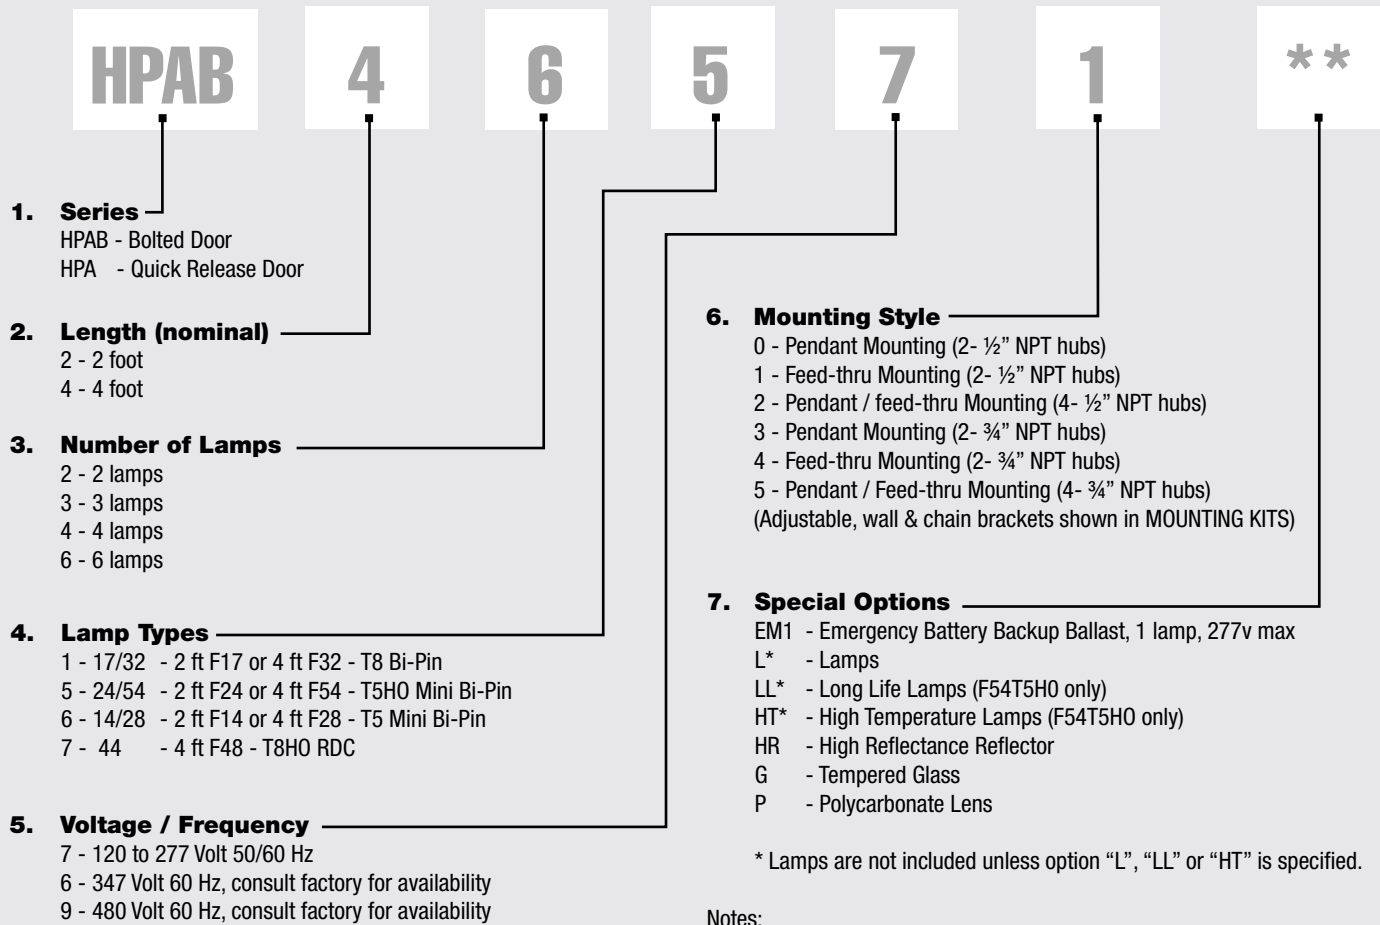 HPAB 4 6 5 7 1 **
1. Series
HPAB - Bolted Door
HPA - Quick Release Door
2. Length (nominal)
2 - 2 foot
4 - 4 foot
3. Number of Lamps
2 - 2 lamps
3 - 3 lamps
4 - 4 lamps
6 - 6 lamps
4. Lamp Types
1 - 17/32 - 2 ft F17 or 4 ft F32 - T8 Bi-Pin
5 - 24/54 - 2 ft F24 or 4 ft F54 - T5HO Mini Bi-Pin
6 - 14/28 - 2 ft F14 or 4 ft F28 - T5 Mini Bi-Pin
7 - 44 - 4 ft F48 - T8HO RDC
5. Voltage / Frequency
7 - 120 to 277 Volt 50/60 Hz
6 - 347 Volt 60 Hz, consult factory for availability
9 - 480 Volt 60 Hz, consult factory for availability
6. Mounting Style
0 - Pendant Mounting (2- ½” NPT hubs)
1 - Feed-thru Mounting (2- ½” NPT hubs)
2 - Pendant / feed-thru Mounting (4- ½” NPT hubs)
3 - Pendant Mounting (2- ¾” NPT hubs)
4 - Feed-thru Mounting (2- ¾” NPT hubs)
5 - Pendant / Feed-thru Mounting (4- ¾” NPT hubs)
(Adjustable, wall & chain brackets shown in MOUNTING KITS)
7. Special Options
EM1 - Emergency Battery Backup Ballast, 1 lamp, 277v max
L* - Lamps
LL* - Long Life Lamps (F54T5H0 only)
HT* - High Temperature Lamps (F54T5HO only)
HR - High Reflectance Reflector
G - Tempered Glass
P - Polycarbonate Lens
* Lamps are not included unless option “L”, “LL” or “HT” is specified.
Notes: